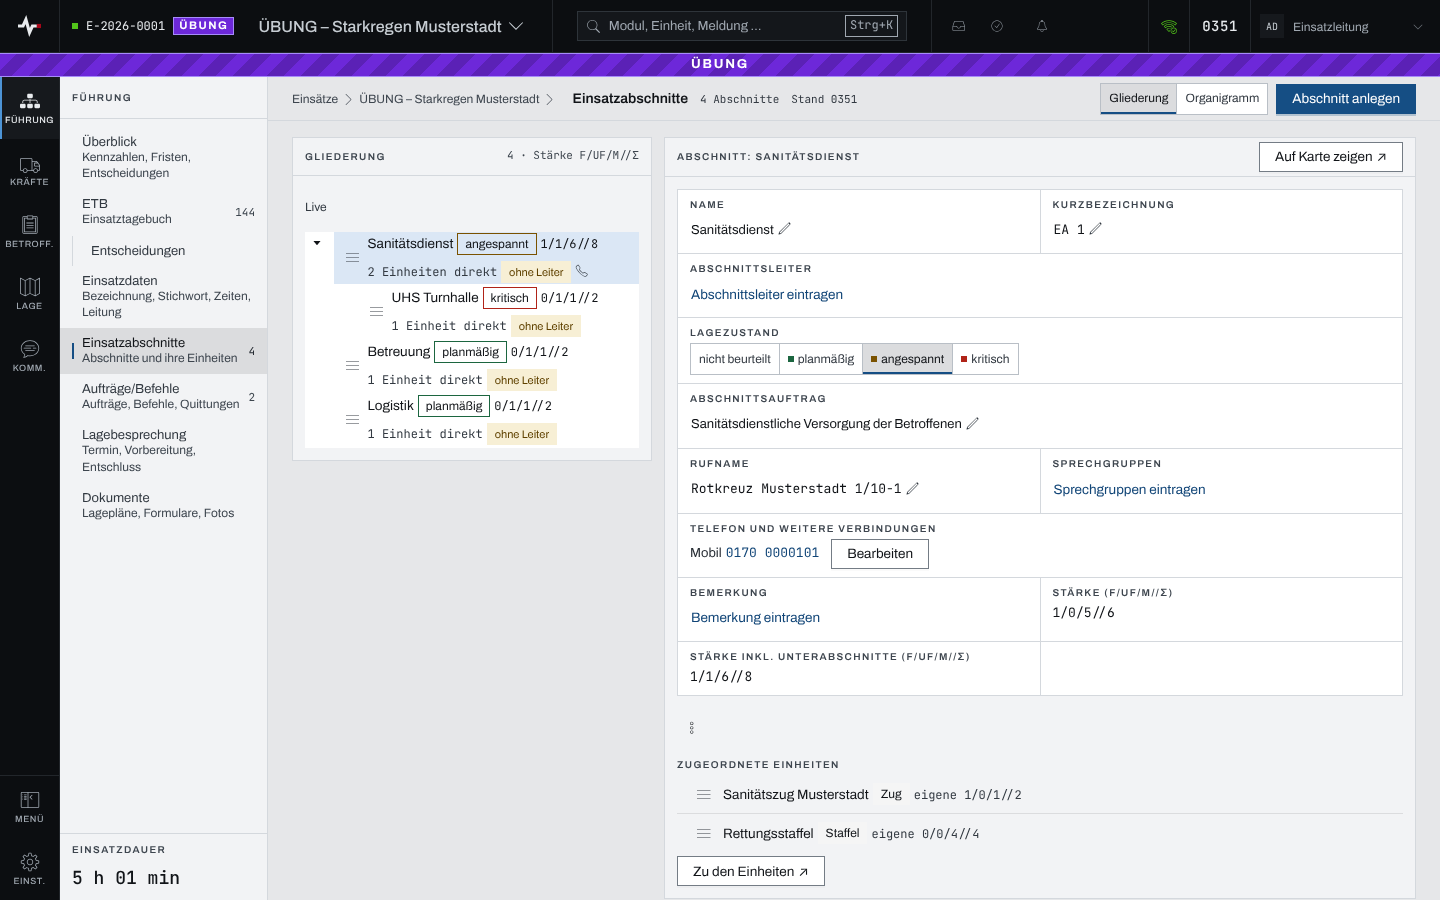 E-2026-0001 ÜBUNG ÜBUNG – Starkregen Musterstadt
Modul, Einheit, Meldung ... Strg+K
0351 AD Einsatzleitung
ÜBUNG
FÜHRUNG
KRÄFTE
BETROFF.
LAGE
KOMM.
MENÜ
EINST.
FÜHRUNG
Überblick
Kennzahlen, Fristen,
Entscheidungen
ETB
Einsatztagebuch 144
Entscheidungen
Einsatzdaten
Bezeichnung, Stichwort, Zeiten,
Leitung
Einsatzabschnitte
Abschnitte und ihre Einheiten 4
Aufträge/Befehle
Aufträge, Befehle, Quittungen 2
Lagebesprechung
Termin, Vorbereitung,
Entschluss
Dokumente
Lagepläne, Formulare, Fotos
EINSATZDAUER
5 h 01 min
Einsätze ÜBUNG – Starkregen Musterstadt Einsatzabschnitte 4 Abschnitte Stand 0351
Gliederung Organigramm Abschnitt anlegen
GLIEDERUNG 4 · Stärke F/UF/M//Σ
Live
Sanitätsdienst angespannt 1/1/6//8
2 Einheiten direkt ohne Leiter
UHS Turnhalle kritisch 0/1/1//2
1 Einheit direkt ohne Leiter
Betreuung planmäßig 0/1/1//2
1 Einheit direkt ohne Leiter
Logistik planmäßig 0/1/1//2
1 Einheit direkt ohne Leiter
ABSCHNITT: SANITÄTSDIENST Auf Karte zeigen ↗
NAME KURZBEZEICHNUNG
Sanitätsdienst EA 1
ABSCHNITTSLEITER
Abschnittsleiter eintragen
LAGEZUSTAND
nicht beurteilt planmäßig angespannt kritisch
ABSCHNITTSAUFTRAG
Sanitätsdienstliche Versorgung der Betroffenen
RUFNAME SPRECHGRUPPEN
Rotkreuz Musterstadt 1/10-1 Sprechgruppen eintragen
TELEFON UND WEITERE VERBINDUNGEN
Mobil 0170 0000101 Bearbeiten
BEMERKUNG STÄRKE (F/UF/M//Σ)
Bemerkung eintragen 1/0/5//6
STÄRKE INKL. UNTERABSCHNITTE (F/UF/M//Σ)
1/1/6//8
ZUGEORDNETE EINHEITEN
Sanitätszug Musterstadt Zug eigene 1/0/1//2
Rettungsstaffel Staffel eigene 0/0/4//4
Zu den Einheiten ↗